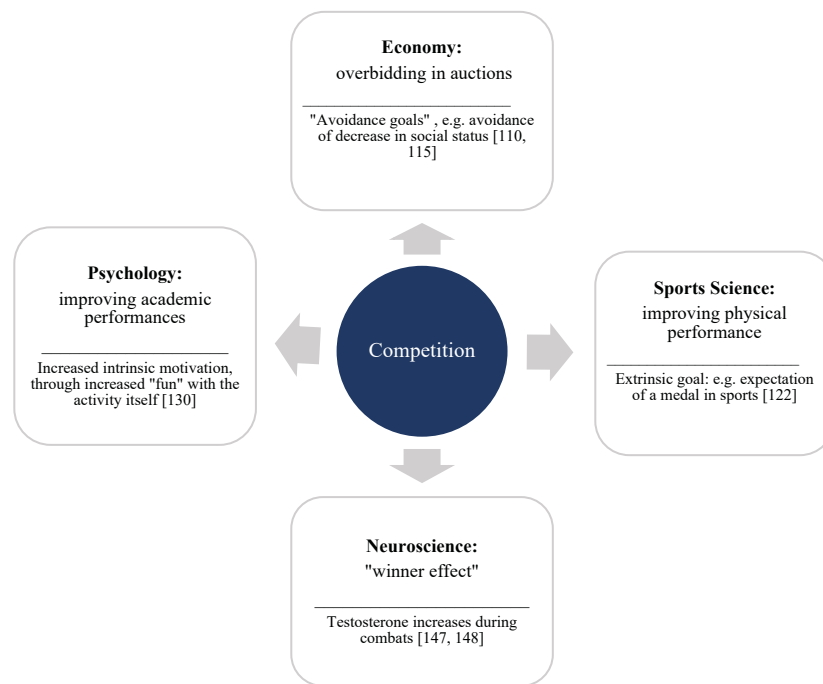 Economy:
overbidding in auctions
"Avoidance goals" , e.g. avoidance
of decrease in social status [110,
115]
Psychology:
improving academic
performances
Increased intrinsic motivation,
through increased "fun" with the
activity itself [130]
Competition
Sports Science:
improving physical
performance
Extrinsic goal: e.g. expectation
of a medal in sports [122]
Neuroscience:
"winner effect"
Testosterone increases during
combats [147, 148]